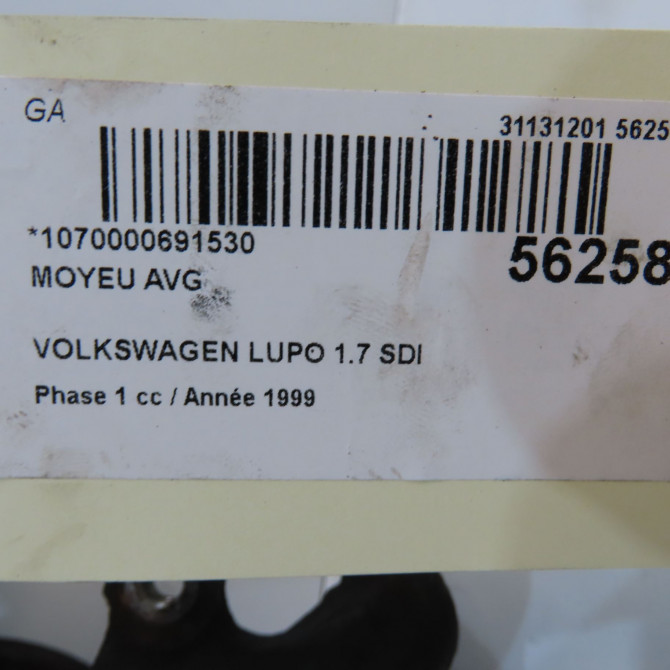 GA
31131201 5625
*1070000691530
56258
MOYEU AVG
VOLKSWAGEN LUPO 1.7 SDI
Phase 1 cc / Année 1999